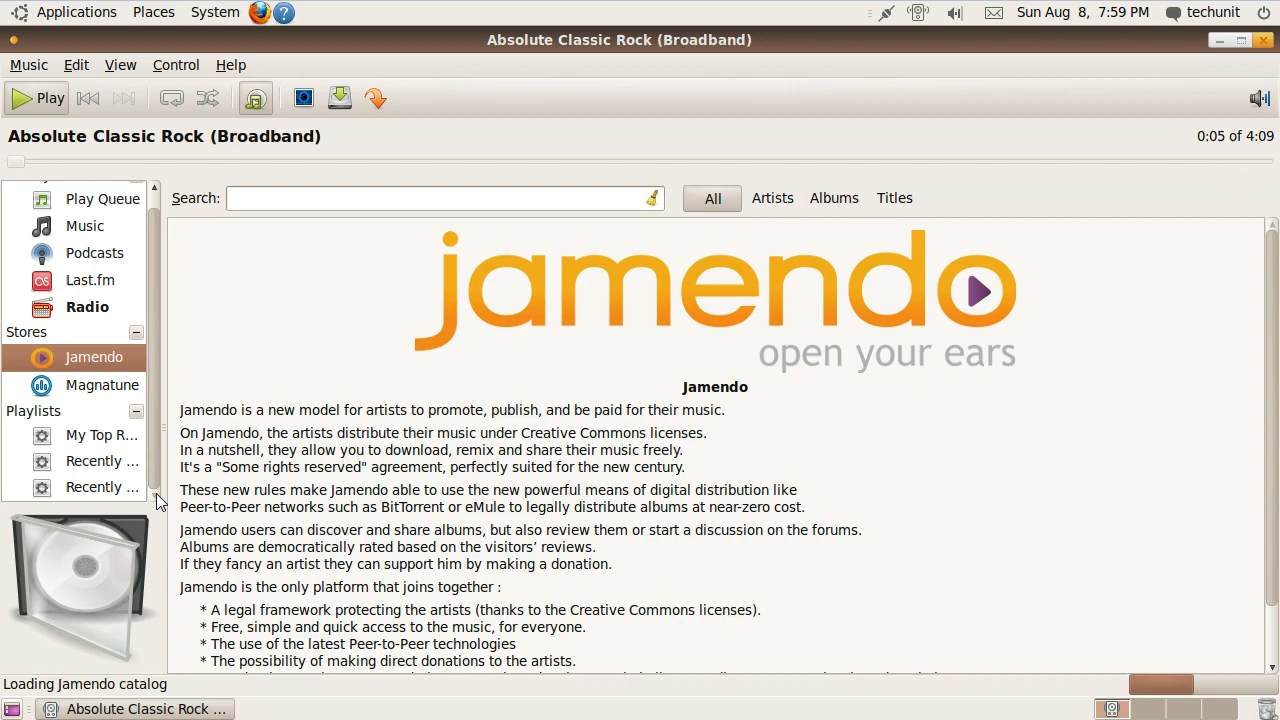 Applications Places System ? Sun Aug 8, 7:59 PM techunit
Absolute Classic Rock (Broadband)
Music Edit View Control Help
Play
Absolute Classic Rock (Broadband) 0:05 of 4:09
Search: All Artists Albums Titles
Play Queue
Music
Podcasts
Last.fm
Radio
Stores
Jamendo
Magnatune
Playlists
My Top R...
Recently ...
Recently ...
jamendo
open your ears
Jamendo
Jamendo is a new model for artists to promote, publish, and be paid for their music.
On Jamendo, the artists distribute their music under Creative Commons licenses.
In a nutshell, they allow you to download, remix and share their music freely.
It's a "Some rights reserved" agreement, perfectly suited for the new century.
These new rules make Jamendo able to use the new powerful means of digital distribution like
Peer-to-Peer networks such as BitTorrent or eMule to legally distribute albums at near-zero cost.
Jamendo users can discover and share albums, but also review them or start a discussion on the forums.
Albums are democratically rated based on the visitors’ reviews.
If they fancy an artist they can support him by making a donation.
Jamendo is the only platform that joins together :
* A legal framework protecting the artists (thanks to the Creative Commons licenses).
* Free, simple and quick access to the music, for everyone.
* The use of the latest Peer-to-Peer technologies
* The possibility of making direct donations to the artists.
Loading Jamendo catalog
Absolute Classic Rock ...